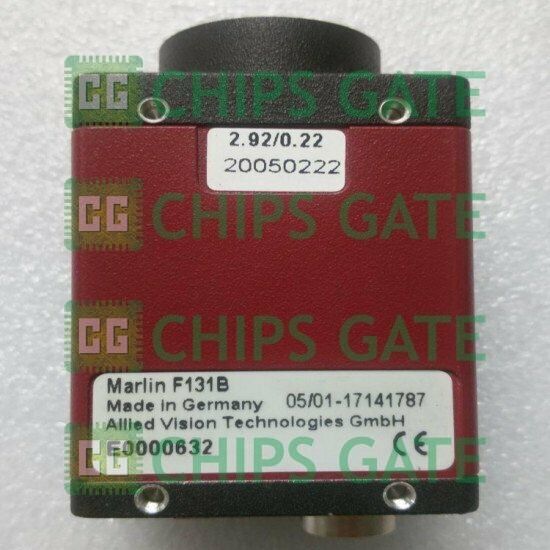 CG CHIPS GATE
2.92/0.22
20050222
CG CHIPS GATE
CG CHIPS GATE
Marlin F131B
Made in Germany 05/01-17141787
Allied Vision Technologies GmbH
E0000632 CE
CG CHIPS GATE